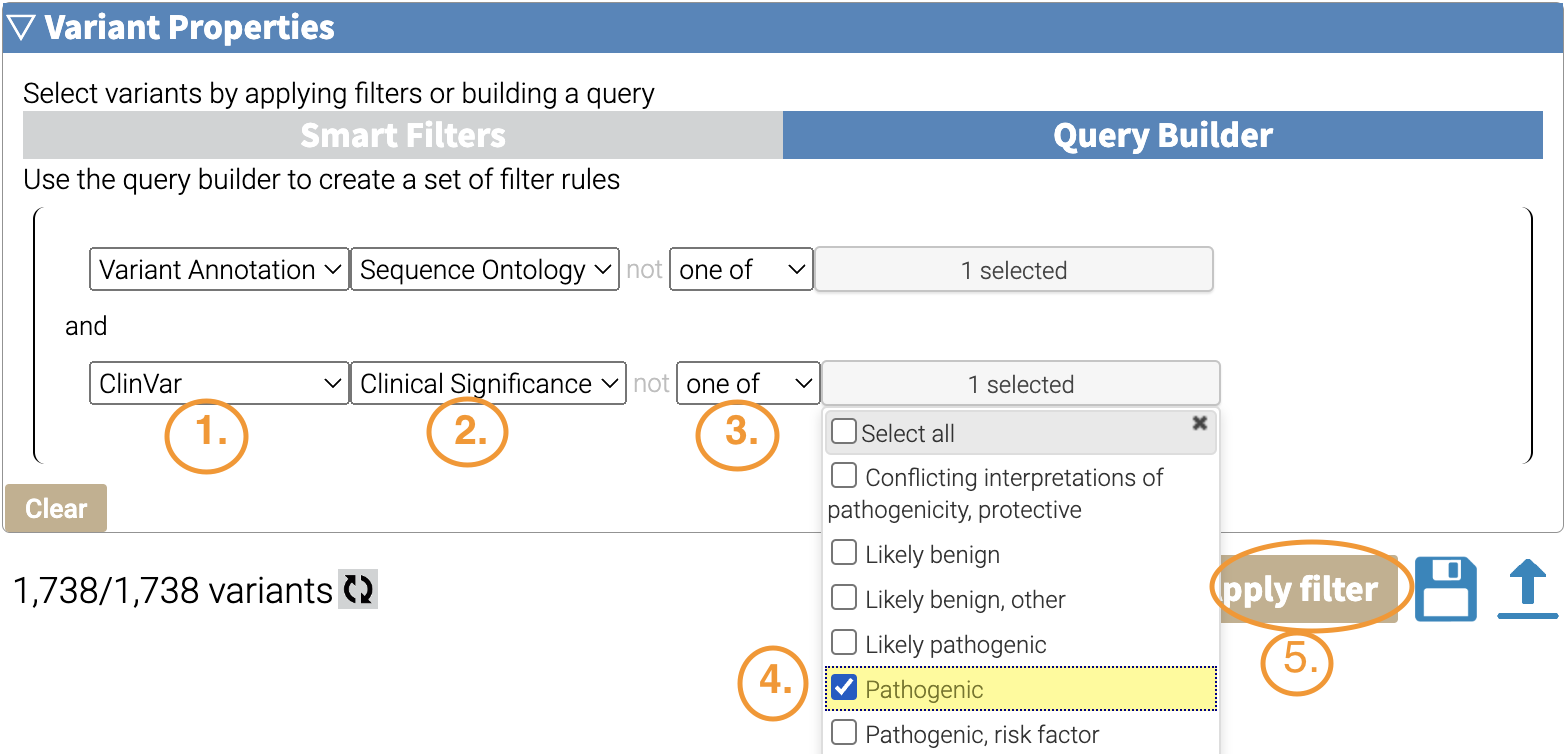 Variant Properties
Select variants by applying filters or building a query
Smart Filters Query Builder
Use the query builder to create a set of filter rules
Variant Annotation Sequence Ontology not one of 1 selected
and
ClinVar Clinical Significance not one of 1 selected
1. 2. 3.
Select all
Conflicting interpretations of
pathogenicity, protective
Clear
Likely benign
1,738/1,738 variants
pply filter
Likely benign, other
Likely pathogenic
5.
4.
Pathogenic
Pathogenic, risk factor